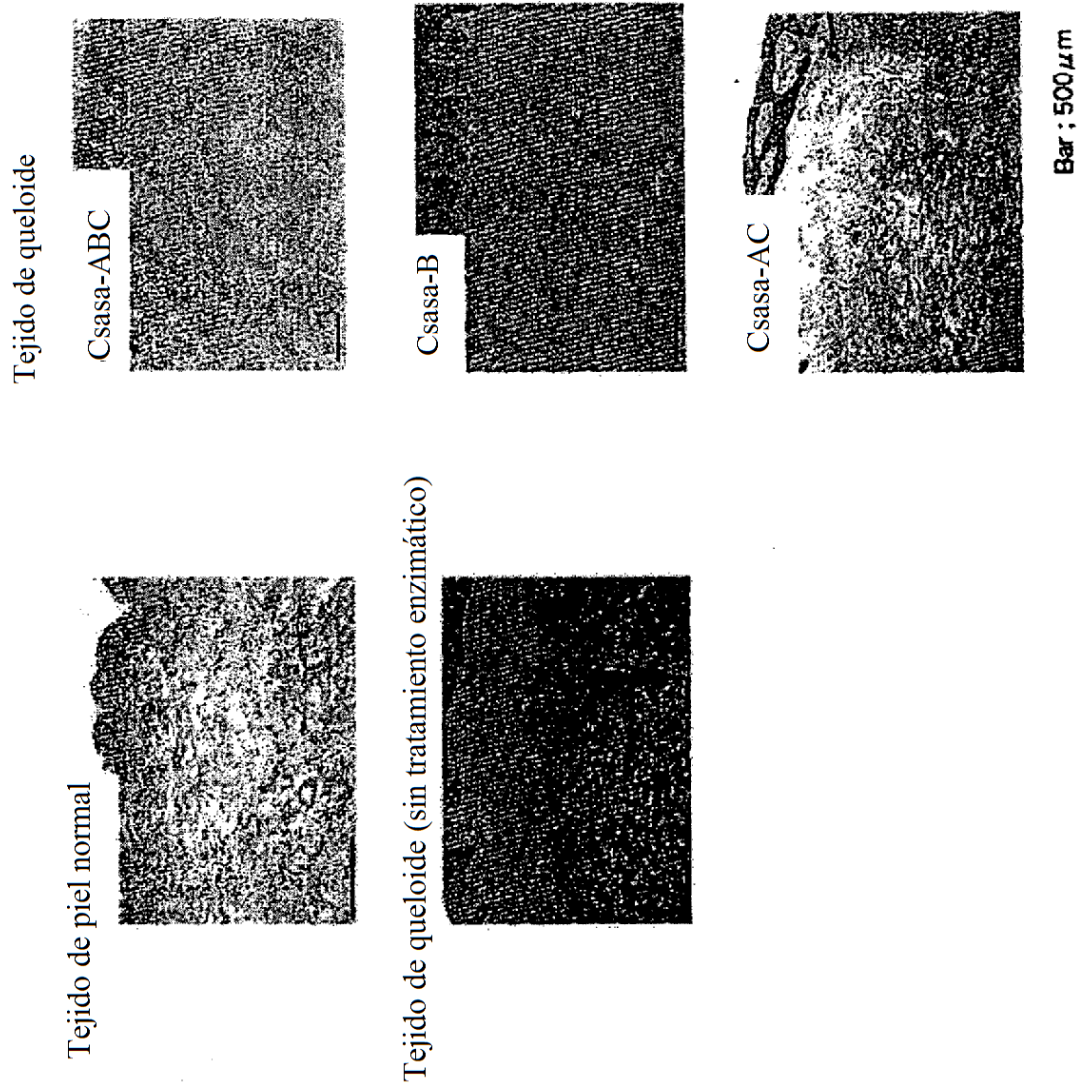 Tejido de piel normal
Tejido de queloide (sin tratamiento enzimático)
Tejido de queloide
Csasa-ABC
Csasa-B
Csasa-AC
Bar ; 500μm